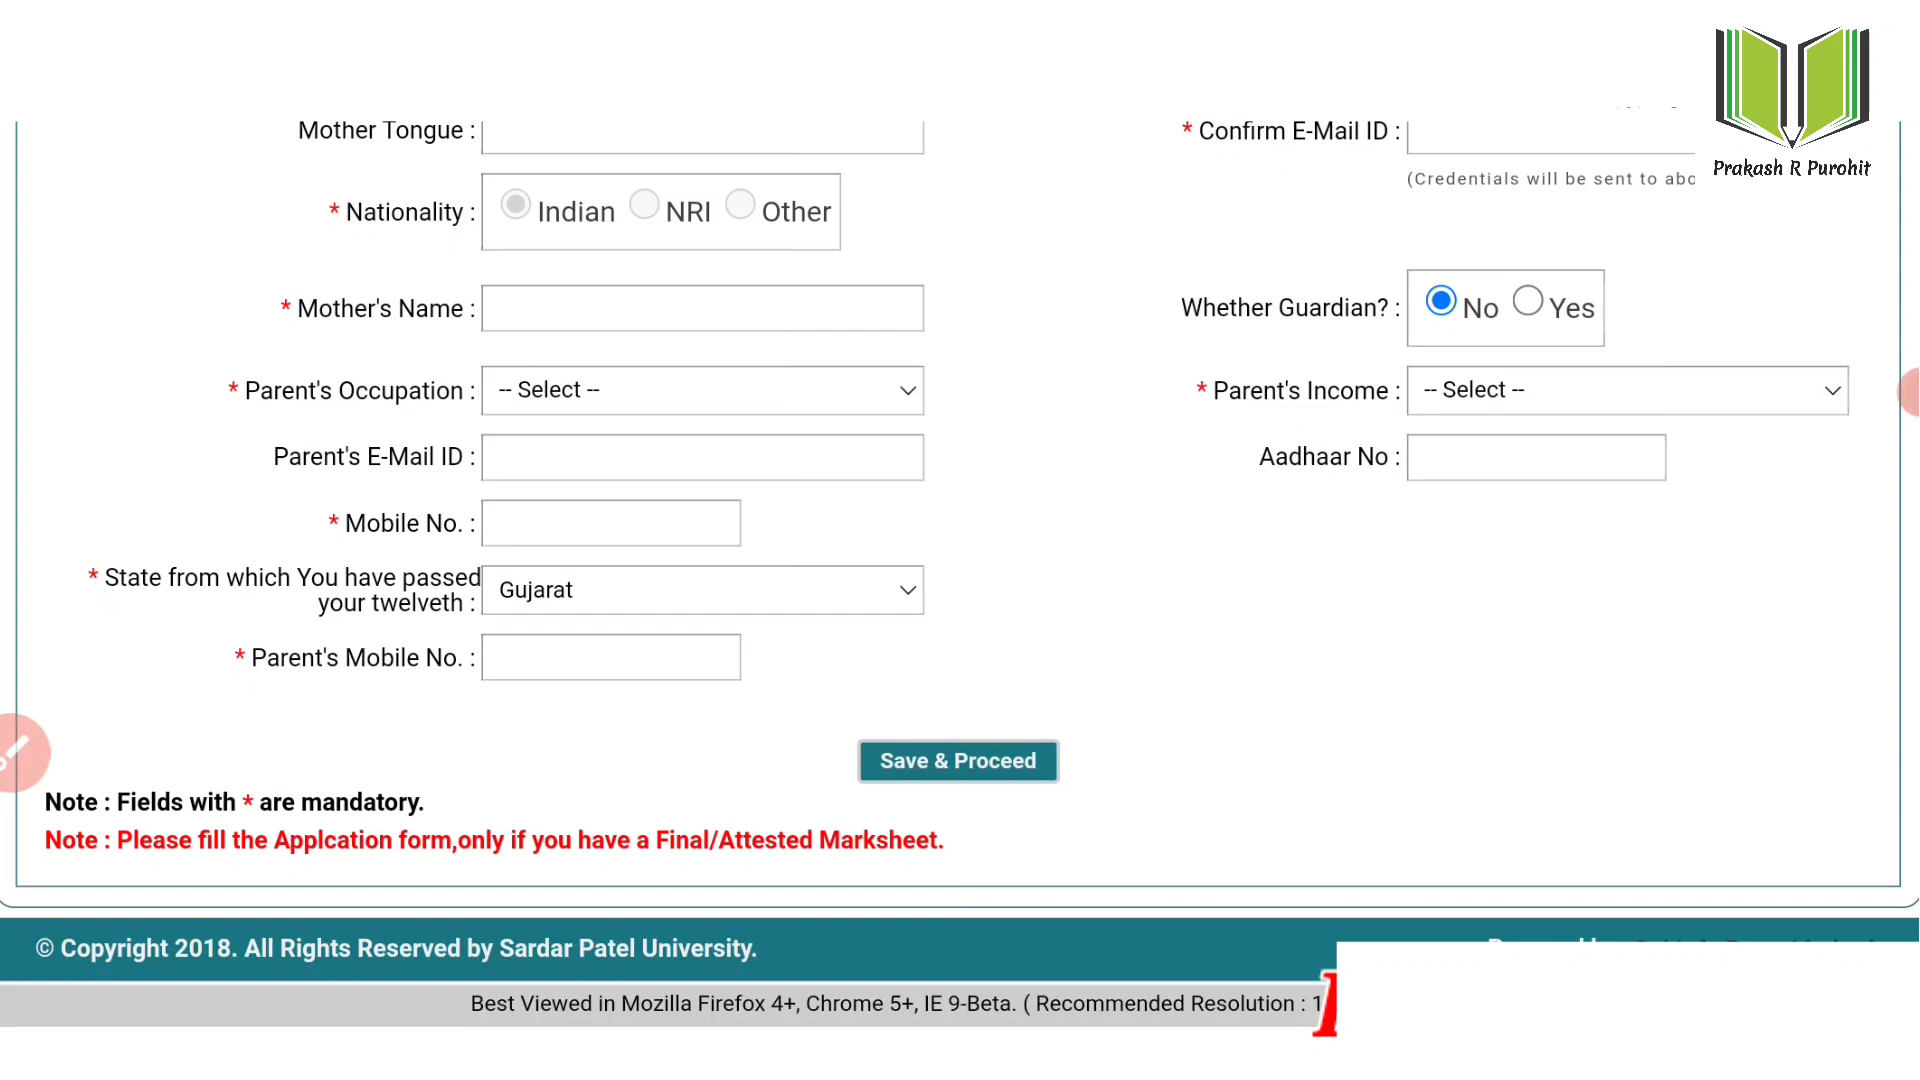 Prakash R Purohit
Mother Tongue :
* Confirm E-Mail ID :
(Credentials will be sent to abo
* Nationality :
Indian NRI Other
* Mother's Name :
Whether Guardian? :
No Yes
* Parent's Occupation :
-- Select --
* Parent's Income :
-- Select --
Parent's E-Mail ID :
Aadhaar No :
* Mobile No. :
* State from which You have passed
your twelveth :
Gujarat
* Parent's Mobile No. :
Save & Proceed
Note : Fields with * are mandatory.
Note : Please fill the Applcation form,only if you have a Final/Attested Marksheet.
© Copyright 2018. All Rights Reserved by Sardar Patel University.
Best Viewed in Mozilla Firefox 4+, Chrome 5+, IE 9-Beta. ( Recommended Resolution : 1